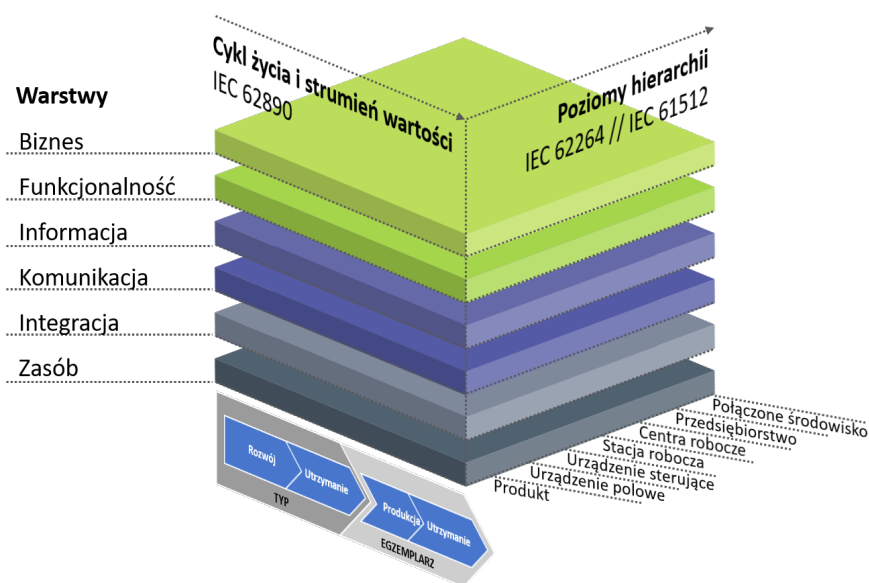 Cykl życia i strumień wartości
IEC 62890
Poziomy hierarchii
IEC 62264 // IEC 61512
Warstwy
Biznes
Funkcjonalność
Informacja
Komunikacja
Integracja
Zasób
Połączone środowisko
Przedsiębiorstwo
Centra robocze
Stacja robocza
Urządzenie sterujące
Urządzenie polowe
Produkt
Rozwój
Utrzymanie
TYP
Produkcja
Utrzymanie
EGZEMPLARZ